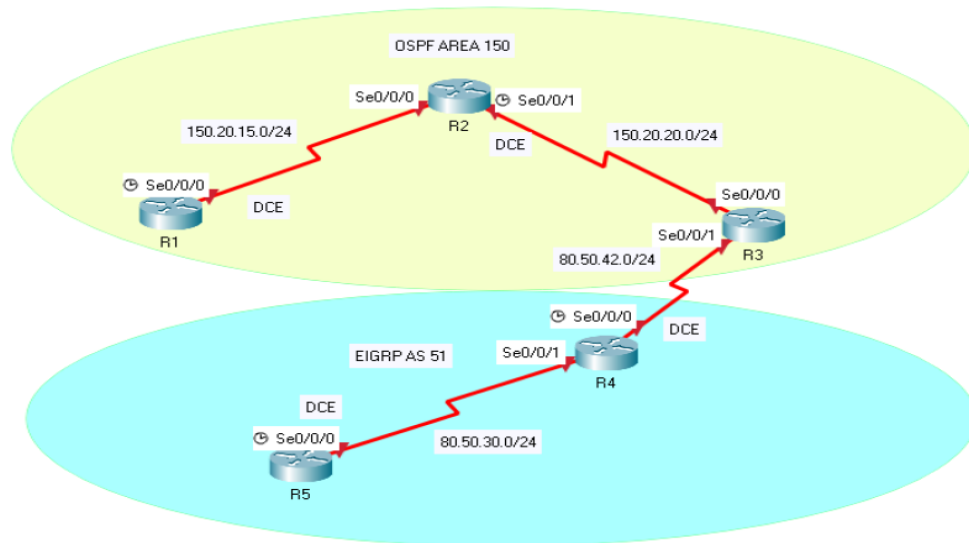 OSPF AREA 150
Se0/0/0
Se0/0/1
R2
150.20.15.0/24
DCE
150.20.20.0/24
Se0/0/0
DCE
R1
Se0/0/0
Se0/0/1
R3
80.50.42.0/24
Se0/0/0
DCE
EIGRP AS 51
Se0/0/1
R4
DCE
Se0/0/0
80.50.30.0/24
R5